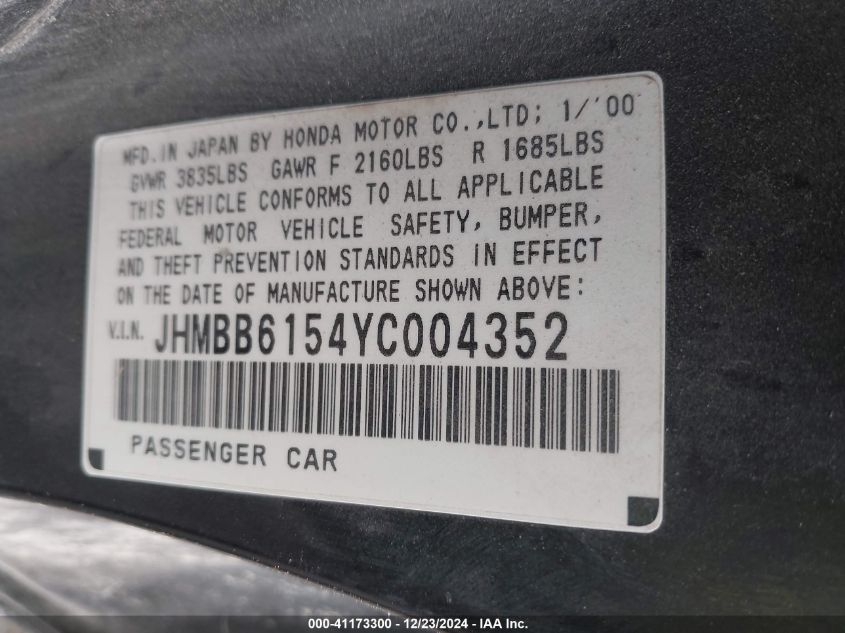 MFD.IN JAPAN BY HONDA MOTOR CO.,LTD; 1/'00
GVWR 3835LBS GAWR F 2160LBS R 1685LBS
THIS VEHICLE CONFORMS TO ALL APPLICABLE
FEDERAL MOTOR VEHICLE SAFETY, BUMPER,
AND THEFT PREVENTION STANDARDS IN EFFECT
ON THE DATE OF MANUFACTURE SHOWN ABOVE:
V.I.N. JHMBB6154YC004352
PASSENGER CAR
000-41173300 - 12/23/2024 - IAA Inc.